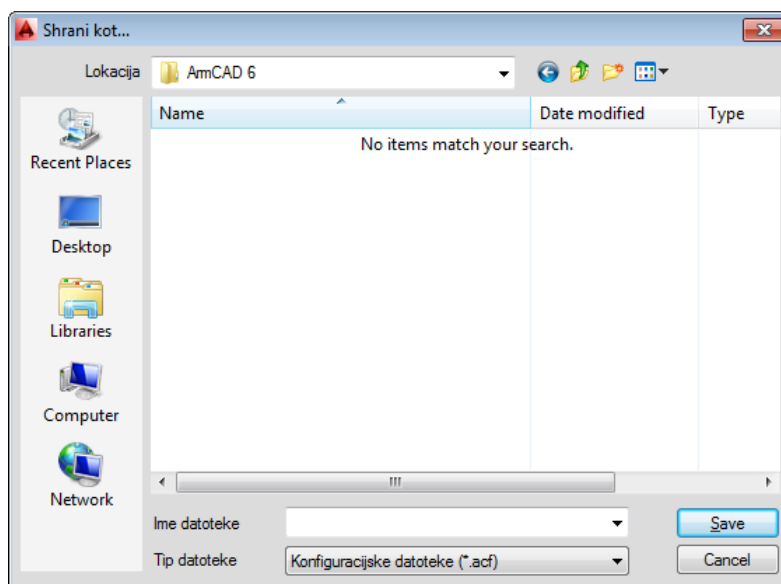 Shrani kot...
Lokacija
ArmCAD 6
Name
Date modified
Type
No items match your search.
Recent Places
Desktop
Libraries
Computer
Network
Ime datoteke
Save
Tip datoteke
Konfiguracijske datoteke (*.acf)
Cancel